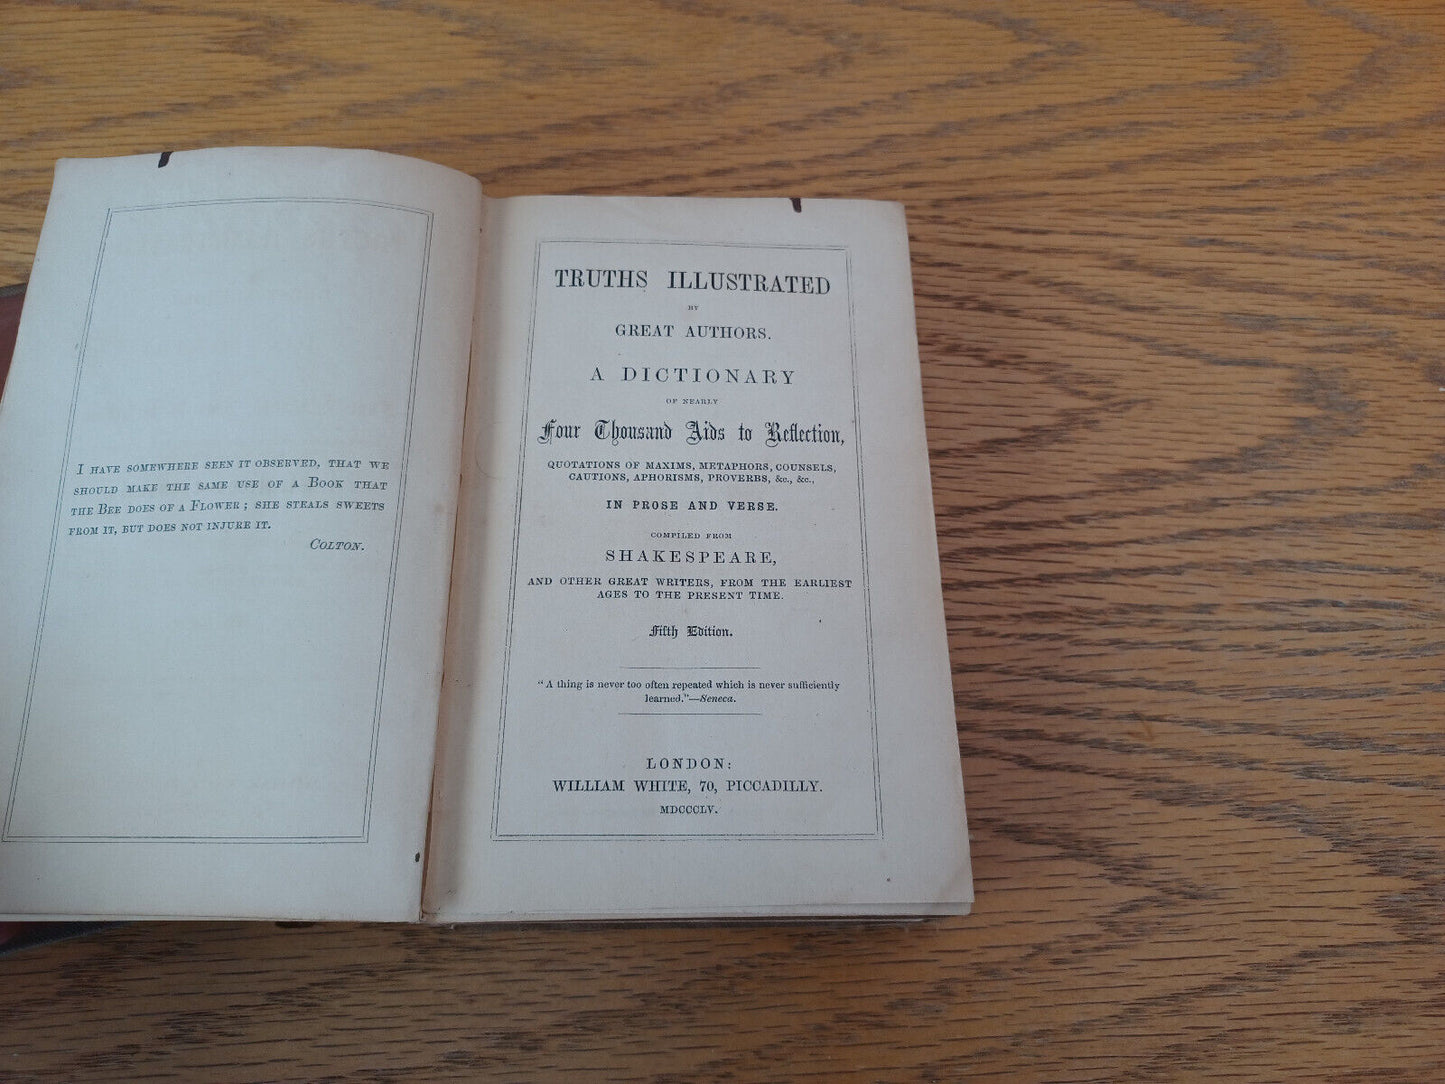 I HAVE SOMEWHERE SEEN IT OBSERVED, THAT WE
SHOULD MAKE THE SAME USE OF A BOOK THAT
THE BEE DOES OF A FLOWER; SHE STEALS SWEETS
FROM IT, BUT DOES NOT INJURE IT.
COLTON.
TRUTHS ILLUSTRATED
BY
GREAT AUTHORS.
A DICTIONARY
OF NEARLY
Four Thousand Aids to Reflection,
QUOTATIONS OF MAXIMS, METAPHORS, COUNSELS,
CAUTIONS, APHORISMS, PROVERBS, &c., &c.,
IN PROSE AND VERSE.
COMPILED FROM
SHAKESPEARE,
AND OTHER GREAT WRITERS, FROM THE EARLIEST
AGES TO THE PRESENT TIME.
Fifth Edition.
"A thing is never too often repeated which is never sufficiently
learned."—Seneca.
LONDON:
WILLIAM WHITE, 70, PICCADILLY.
MDCCCLV.